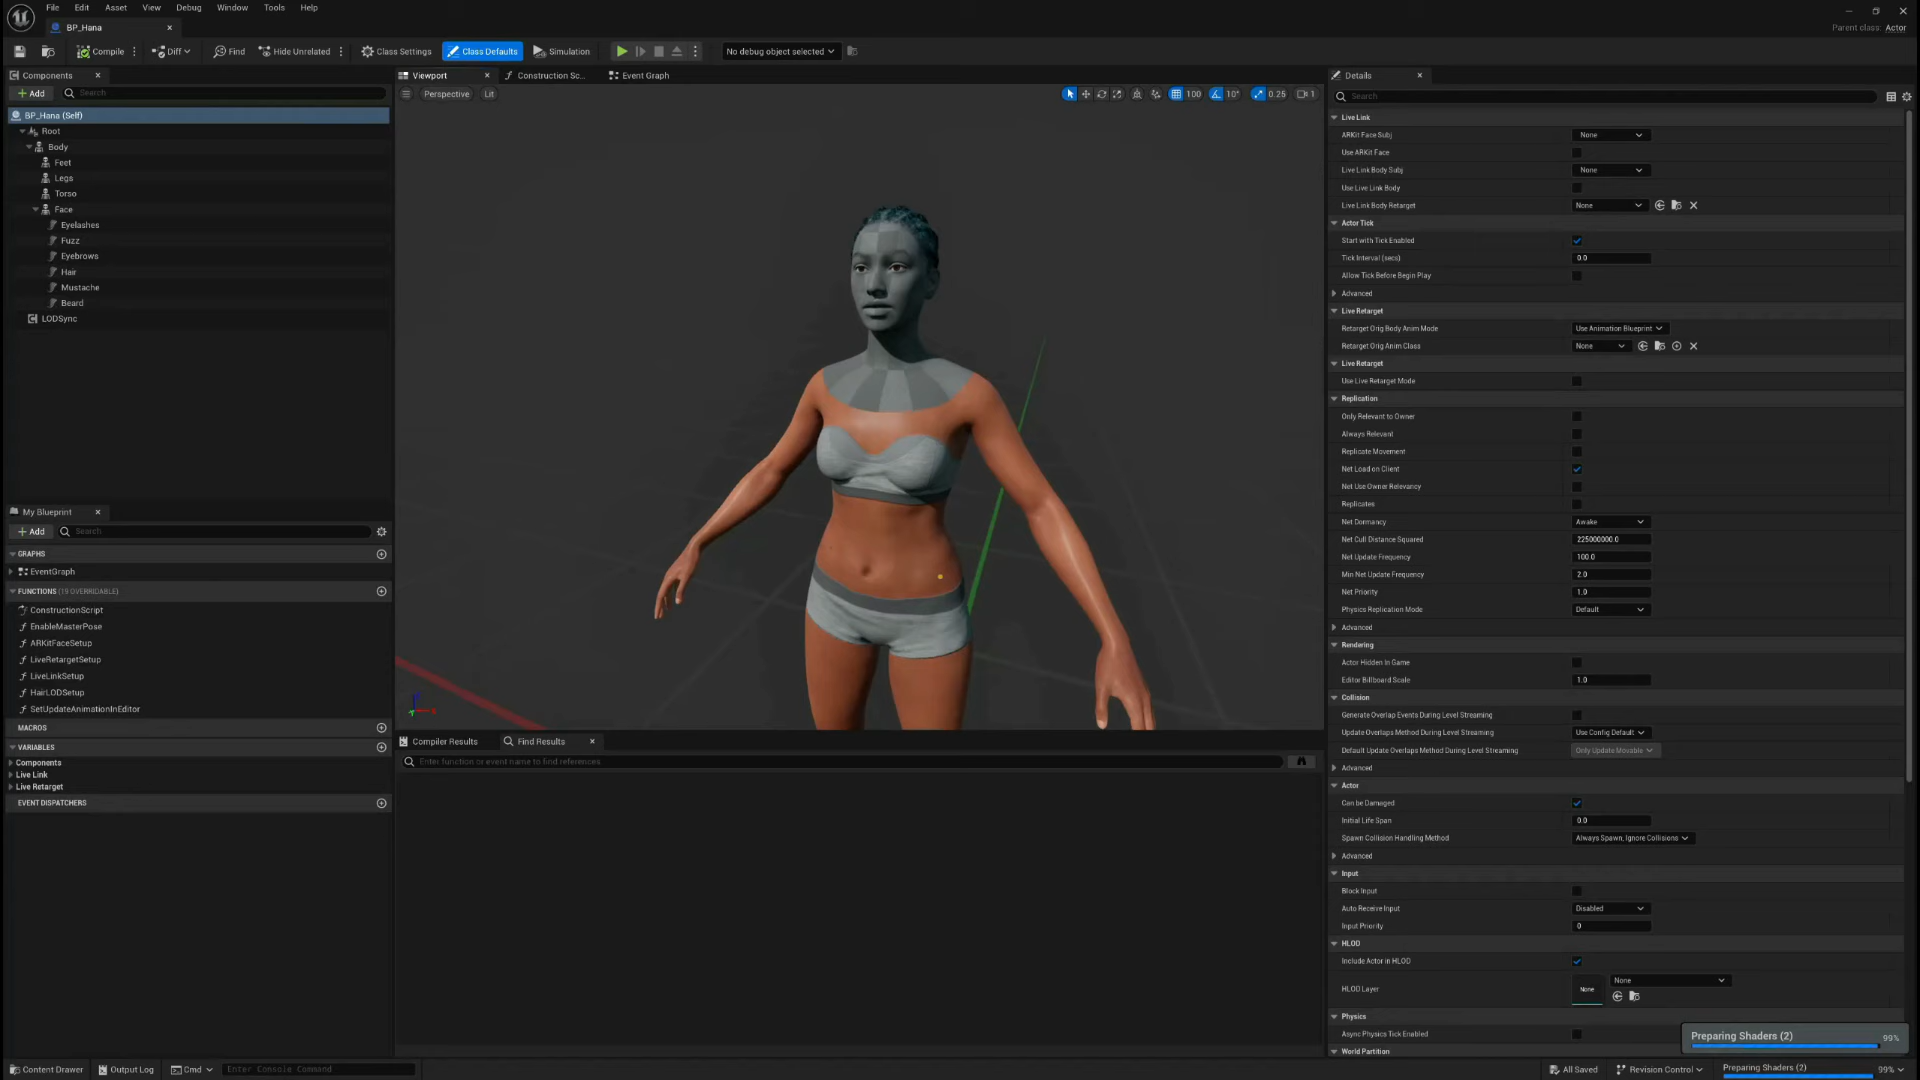 File Edit Asset View Debug Window Tools Help
BP_Hana
Parent class: Actor
Compile Diff Find Hide Unrelated Class Settings Class Defaults Simulation No debug object selected
Components
Add Search
BP_Hana (Self)
Root
Body
Feet
Legs
Torso
Face
Eyelashes
Fuzz
Eyebrows
Hair
Mustache
Beard
LODSync
My Blueprint
Add Search
GRAPHS
EventGraph
FUNCTIONS (19 OVERRIDABLE)
ConstructionScript
EnableMasterPose
ARKitFaceSetup
LiveRetargetSetup
LiveLinkSetup
HairLODSetup
SetUpdateAnimationInEditor
MACROS
VARIABLES
Components
Live Link
Live Retarget
EVENT DISPATCHERS
Viewport Construction Sc... Event Graph
Perspective Lit 100 10° 0.25 1
Compiler Results Find Results
Enter function or event name to find references
Details
Search
Live Link
ARKit Face Subj None
Use ARKit Face
Live Link Body Subj None
Use Live Link Body
Live Link Body Retarget None
Actor Tick
Start with Tick Enabled
Tick Interval (secs) 0.0
Allow Tick Before Begin Play
Advanced
Live Retarget
Retarget Orig Body Anim Mode Use Animation Blueprint
Retarget Orig Anim Class None
Live Retarget
Use Live Retarget Mode
Replication
Only Relevant to Owner
Always Relevant
Replicate Movement
Net Load on Client
Net Use Owner Relevancy
Replicates
Net Dormancy Awake
Net Cull Distance Squared 225000000.0
Net Update Frequency 100.0
Min Net Update Frequency 2.0
Net Priority 1.0
Physics Replication Mode Default
Advanced
Rendering
Actor Hidden In Game
Editor Billboard Scale 1.0
Collision
Generate Overlap Events During Level Streaming
Update Overlaps Method During Level Streaming Use Config Default
Default Update Overlaps Method During Level Streaming Only Update Movable
Advanced
Actor
Can be Damaged
Initial Life Span 0.0
Spawn Collision Handling Method Always Spawn, Ignore Collisions
Advanced
Input
Block Input
Auto Receive Input Disabled
Input Priority 0
HLOD
Include Actor in HLOD
None
HLOD Layer None
Physics
Async Physics Tick Enabled
World Partition
Preparing Shaders (2) 99%
Content Drawer Output Log Cmd Enter Console Command All Saved Revision Control Preparing Shaders (2) 99%